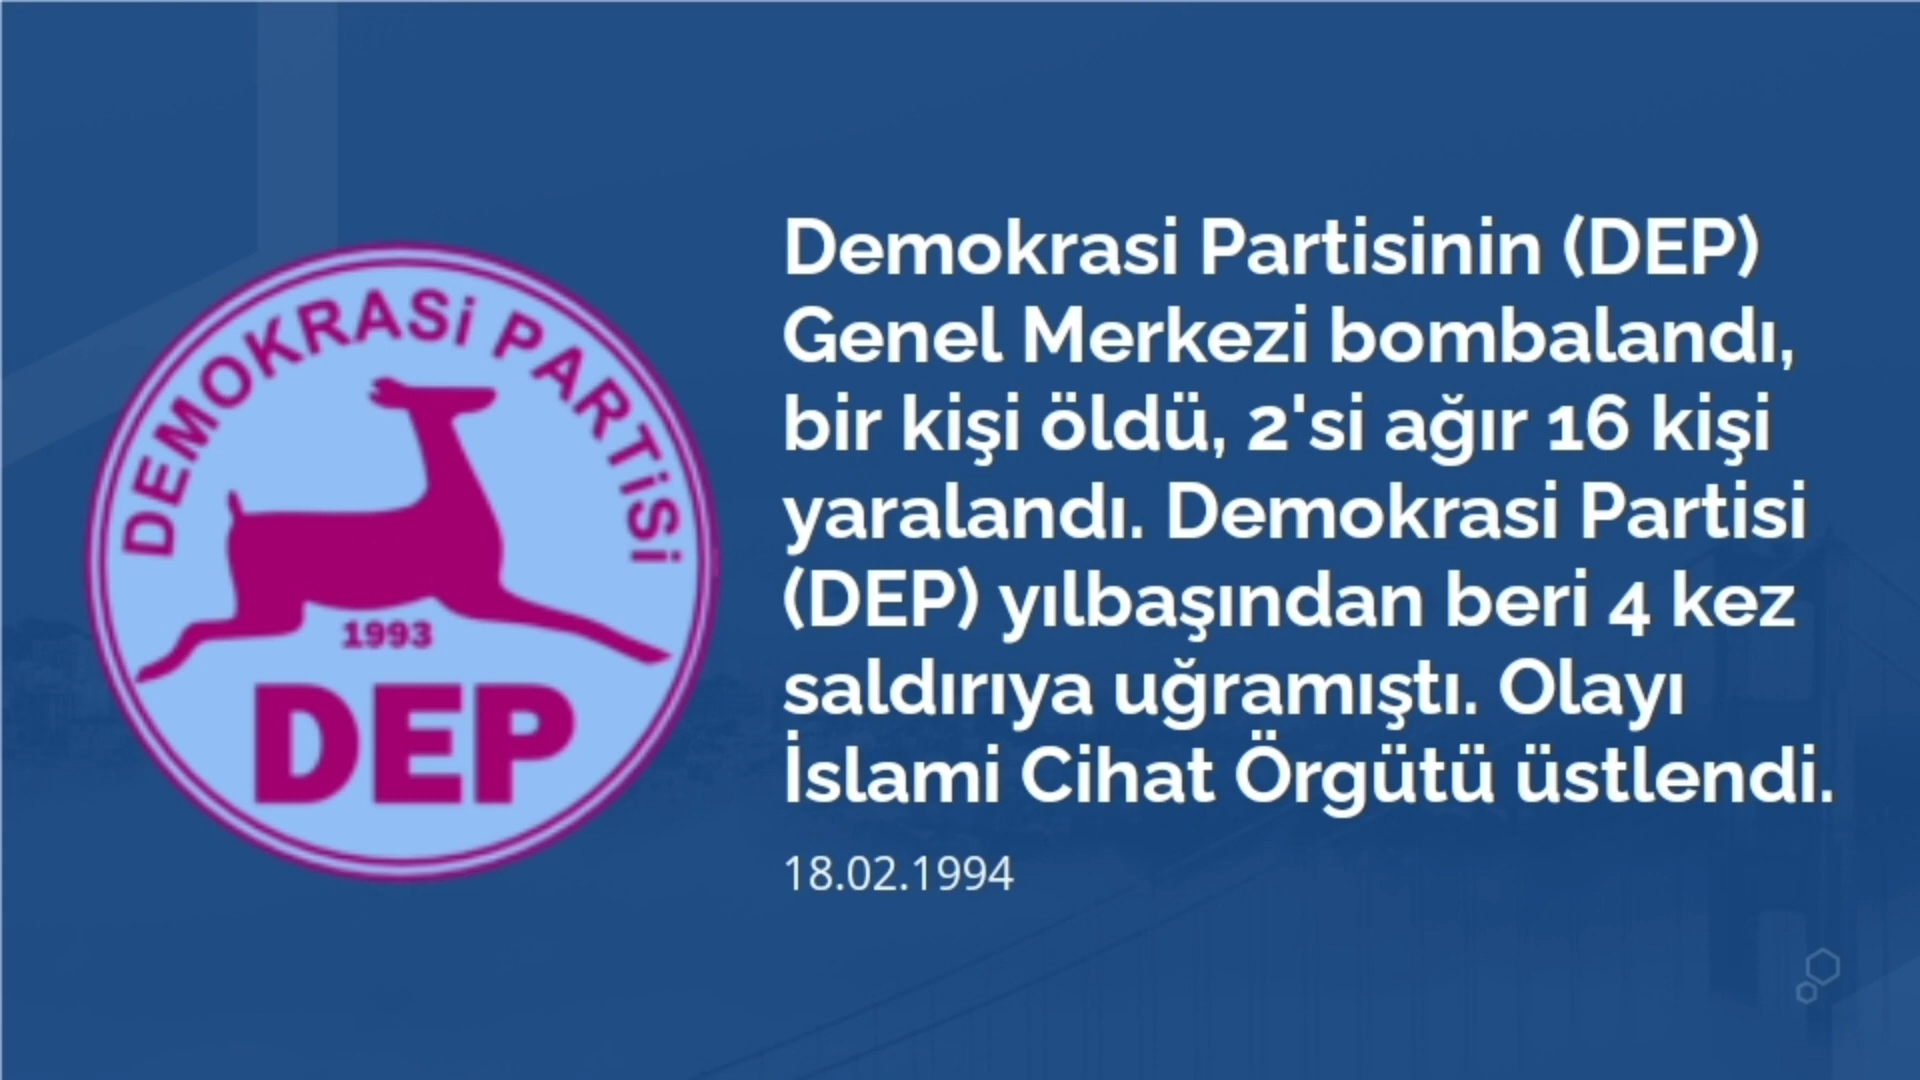 DEMOKRASİ PARTİSİ
1993
DEP
Demokrasi Partisinin (DEP)
Genel Merkezi bombalandı,
bir kişi öldü, 2'si ağır 16 kişi
yaralandı. Demokrasi Partisi
(DEP) yılbaşından beri 4 kez
saldırıya uğramıştı. Olayı
İslami Cihat Örgütü üstlendi.
18.02.1994